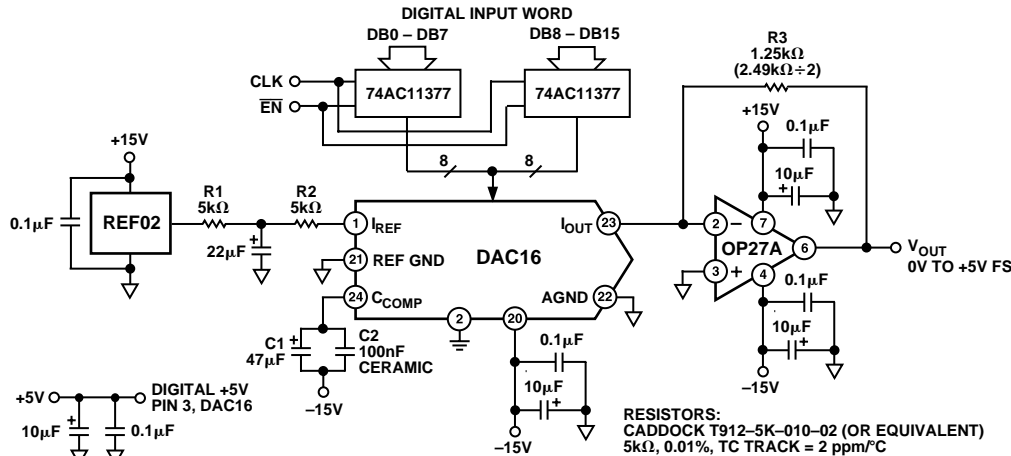 DIGITAL INPUT WORD
DB0 – DB7
DB8 – DB15
CLK
EN
74AC11377
74AC11377
8
8
R3
1.25kΩ
(2.49kΩ÷2)
+15V
0.1µF
10µF
+
+15V
0.1µF
REF02
R1
5kΩ
R2
5kΩ
+
22µF
1
IREF
21
REF GND
24
CCOMP
DAC16
IOUT
23
AGND
22
2
20
2
–
3
+
7
OP27A
6
4
VOUT
0V TO +5V FS
0.1µF
10µF
+
–15V
C1
47µF
+
C2
100nF
CERAMIC
–15V
0.1µF
10µF
+
–15V
+5V
DIGITAL +5V
PIN 3, DAC16
10µF
+
0.1µF
RESISTORS:
CADDOCK T912–5K–010–02 (OR EQUIVALENT)
5kΩ, 0.01%, TC TRACK = 2 ppm/°C